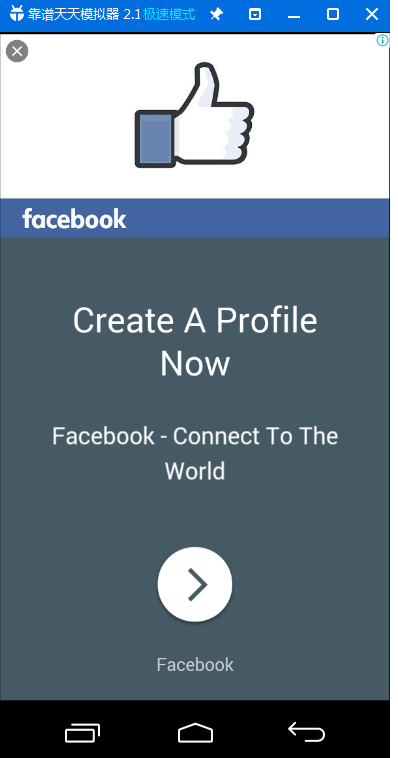 靠谱天天模拟器 2.1极速模式
facebook
Create A Profile
Now
Facebook - Connect To The
World
Facebook